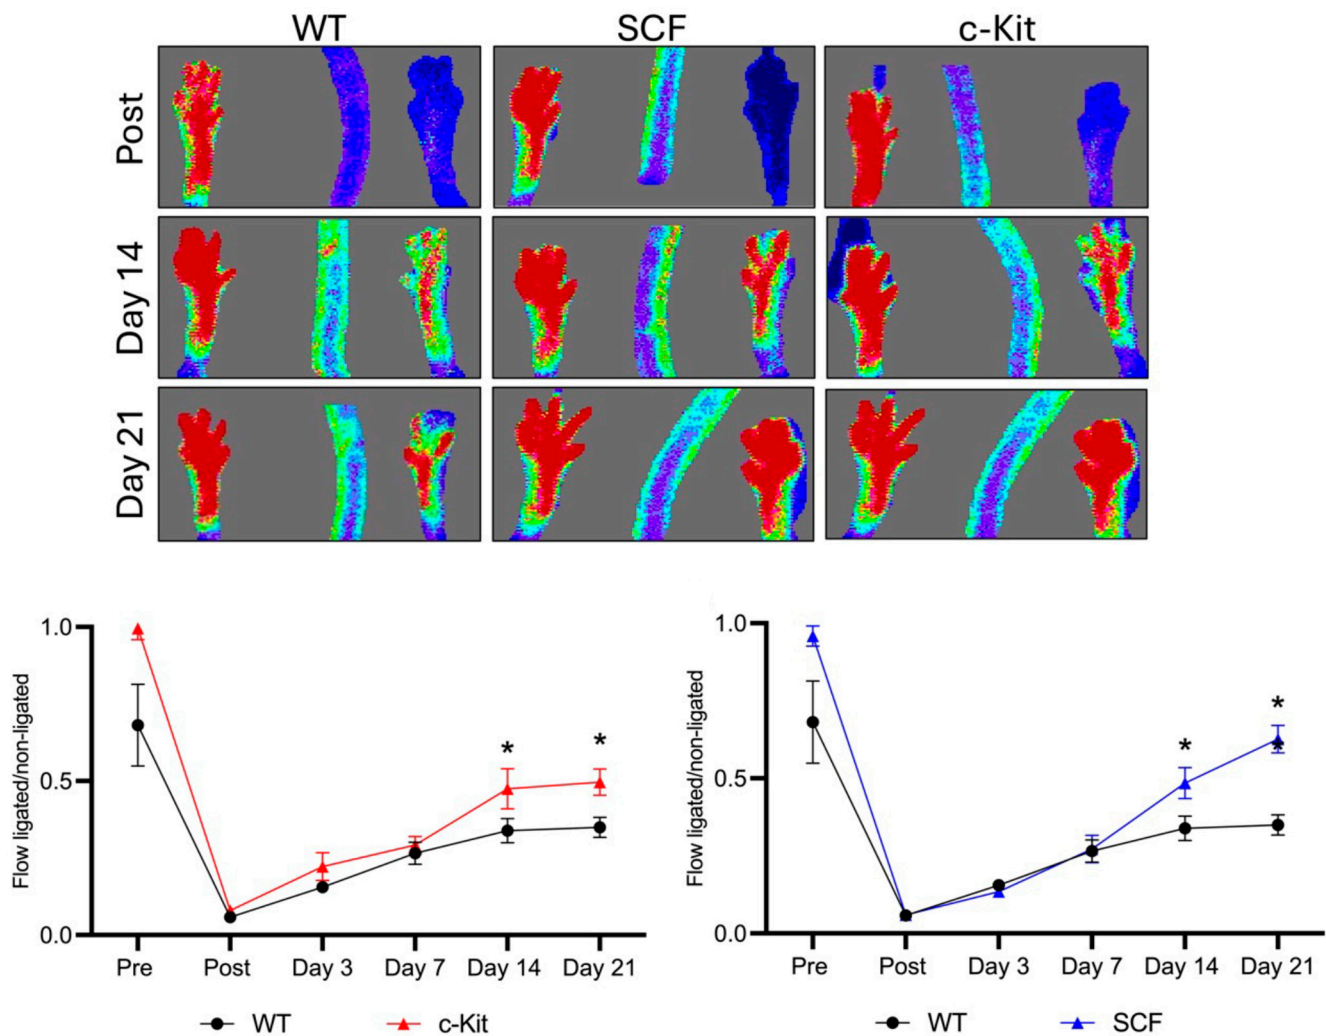 WT SCF c-Kit
Post
Day 14
Day 21
Flow ligated/non-ligated
1.0
0.5
0.0
* *
Pre Post Day 3 Day 7 Day 14 Day 21
WT c-Kit
Flow ligated/non-ligated
1.0
0.5
0.0
* *
*
Pre Post Day 3 Day 7 Day 14 Day 21
WT SCF